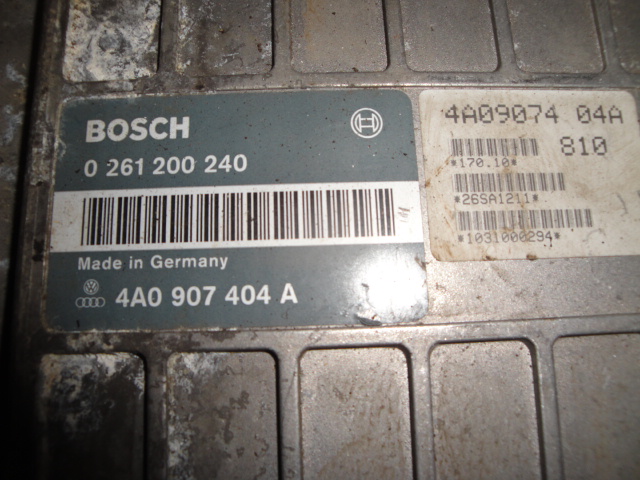 BOSCH
0 261 200 240
Made in Germany
4A0 907 404 A
4A09074 04A
810
*170.10*
*26SA1211*
*1031000294*